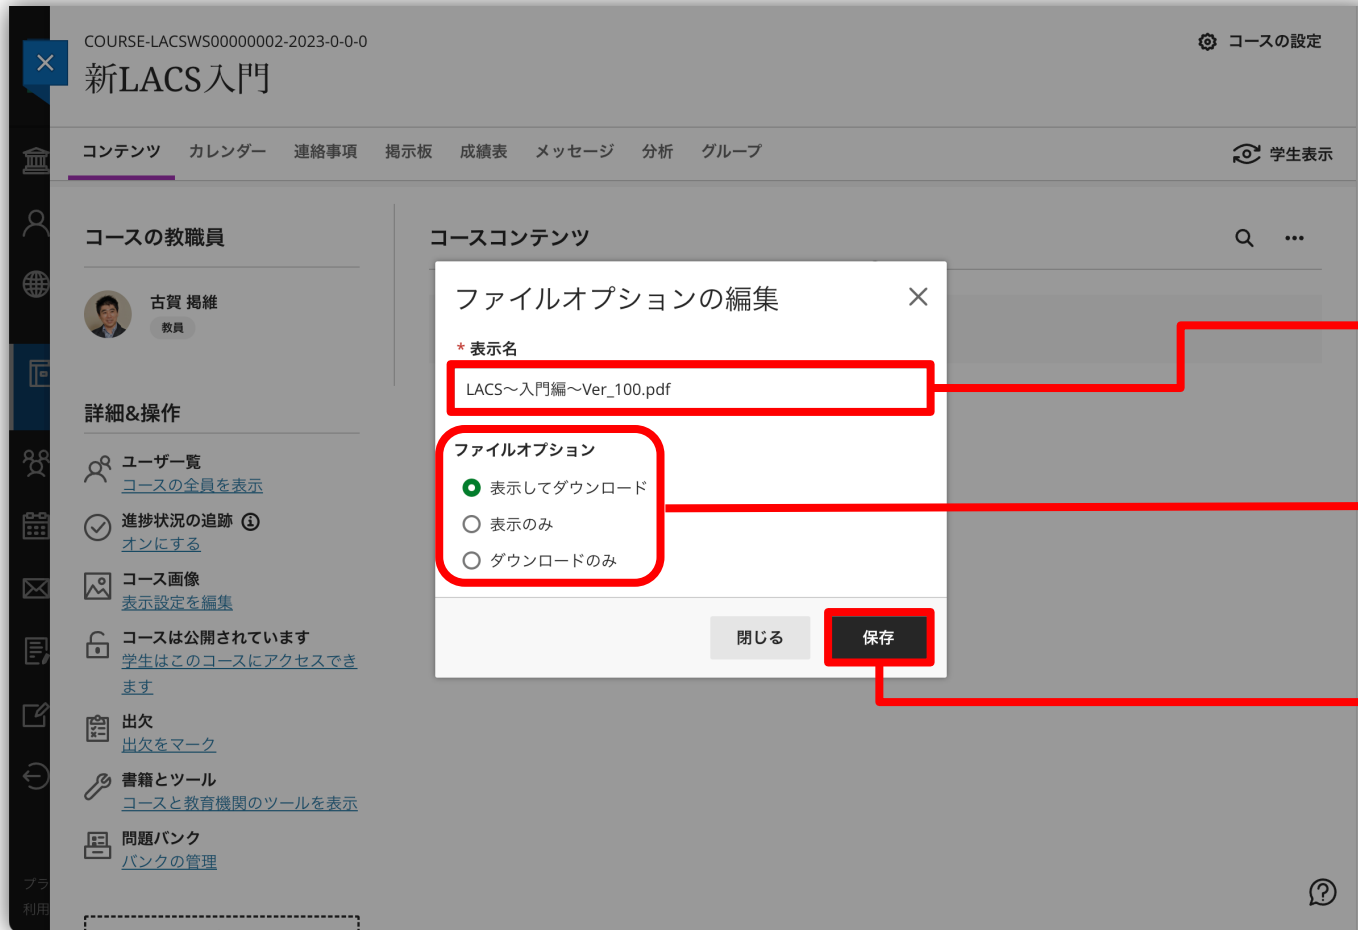 COURSE-LACSWS00000002-2023-0-0-0
新LACS入門
コースの設定
コンテンツ カレンダー 連絡事項 掲示板 成績表 メッセージ 分析 グループ
学生表示
コースの教職員
古賀 掲維
教員
詳細&操作
ユーザ一覧
コースの全員を表示
進捗状況の追跡
オンにする
コース画像
表示設定を編集
コースは公開されています
学生はこのコースにアクセスでき
ます
出欠
出欠をマーク
書籍とツール
コースと教育機関のツールを表示
問題バンク
バンクの管理
プラ
利用
コースコンテンツ
ファイルオプションの編集
* 表示名
LACS～入門編～Ver_100.pdf
ファイルオプション
表示してダウンロード
表示のみ
ダウンロードのみ
閉じる
保存